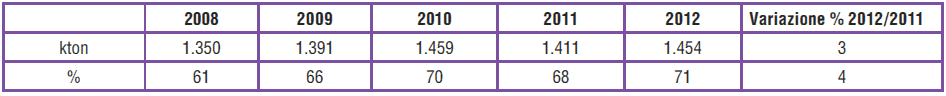 2008 2009 2010 2011 2012 Variazione % 2012/2011
kton 1.350 1.391 1.459 1.411 1.454 3
% 61 66 70 68 71 4